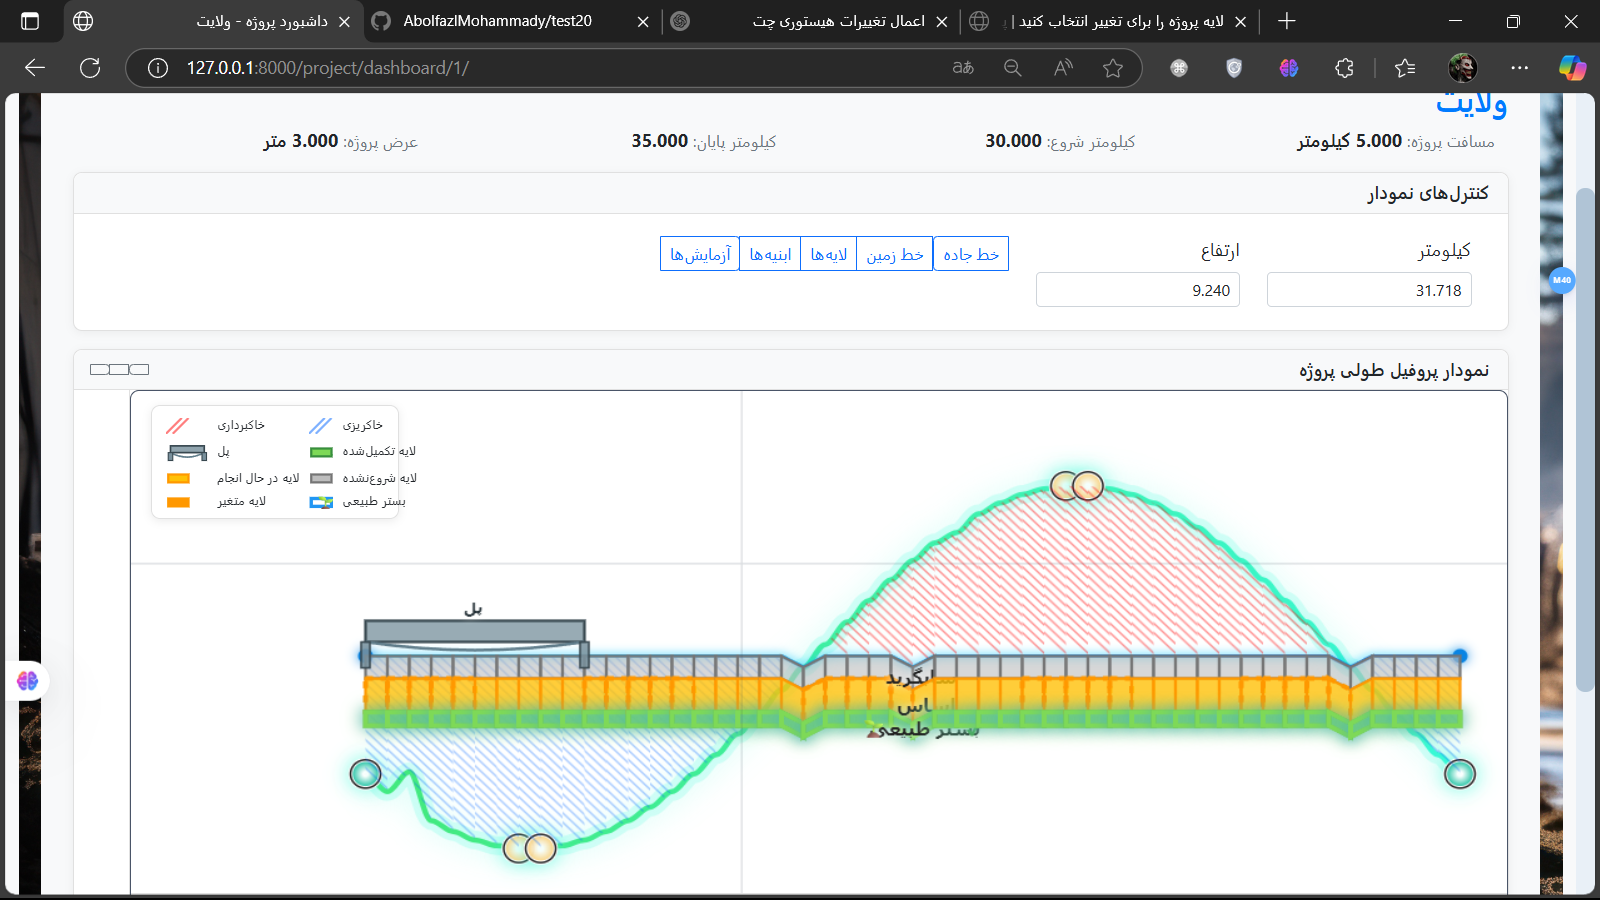 داشبورد پروژه - ولایت
AbolfazlMohammady/test20
اعمال تغییرات هیستوری چت
لایه پروژه را برای تغییر انتخاب کنید |
127.0.0.1:8000/project/dashboard/1/
ولایت
مسافت پروژه: 5.000 کیلومتر
کیلومتر شروع: 30.000
کیلومتر پایان: 35.000
عرض پروژه: 3.000 متر
کنترل‌های نمودار
کیلومتر
ارتفاع
خط جاده
خط زمین
لایه‌ها
ابنیه‌ها
آزمایش‌ها
31.718
9.240
M40
نمودار پروفیل طولی پروژه
خاکبرداری
خاکریزی
پل
لایه تکمیل‌شده
لایه در حال انجام
لایه شروع‌نشده
لایه متغیر
بستر طبیعی
پل
سابگرید
اساس
بستر طبیعی